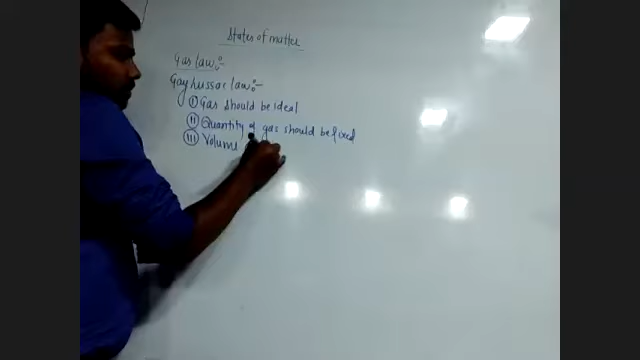 States of matter
Gas law:-
Gay lussac law:-
(I) Gas should be ideal
(II) Quantity of gas should be fixed
(III) Volume